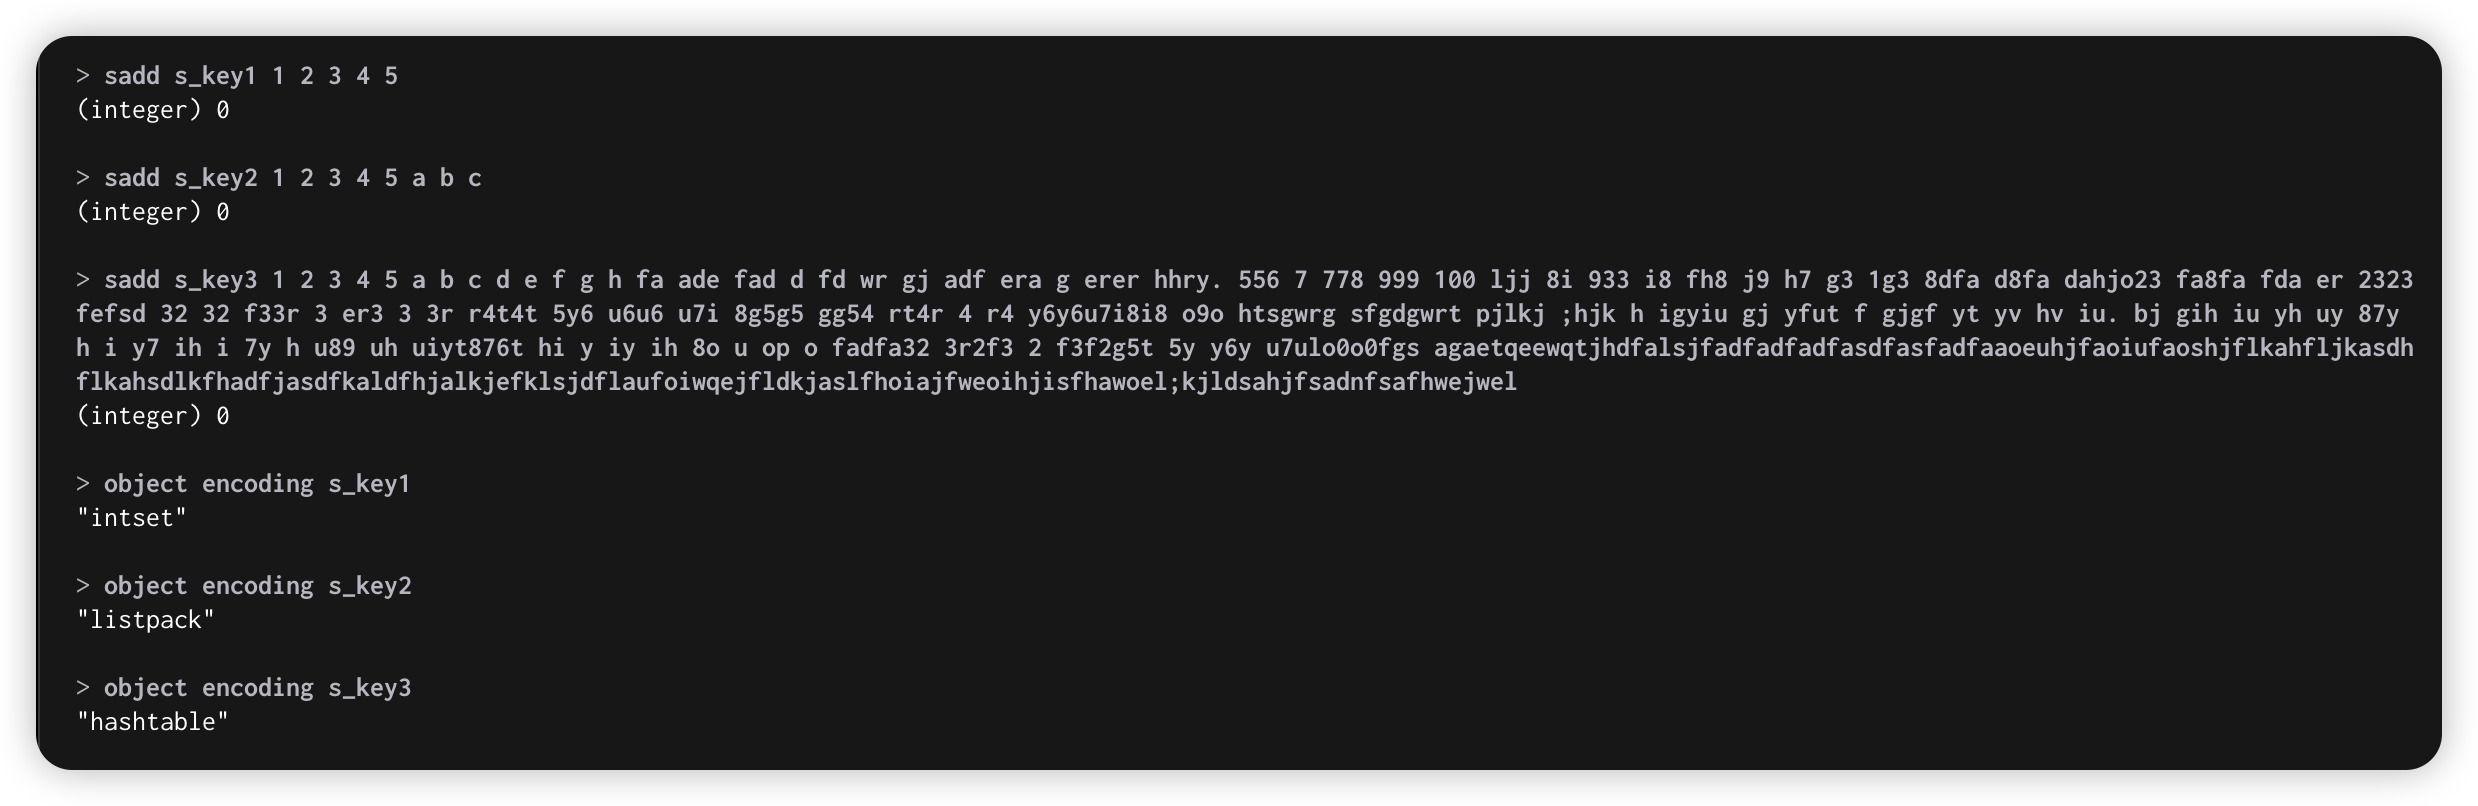 > sadd s_key1 1 2 3 4 5
(integer) 0
> sadd s_key2 1 2 3 4 5 a b c
(integer) 0
> sadd s_key3 1 2 3 4 5 a b c d e f g h fa ade fad d fd wr gj adf era g erer hhry. 556 7 778 999 100 ljj 8i 933 i8 fh8 j9 h7 g3 1g3 8dfa d8fa dahjo23 fa8fa fda er 2323
fefsd 32 32 f33r 3 er3 3 3r r4t4t 5y6 u6u6 u7i 8g5g5 gg54 rt4r 4 r4 y6y6u7i8i8 o9o htsgwrg sfgdgwrt pjlkj ;hjk h igyiu gj yfut f gjgf yt yv hv iu. bj gih iu yh uy 87y
h i y7 ih i 7y h u89 uh uiyt876t hi y iy ih 8o u op o fadfa32 3r2f3 2 f3f2g5t 5y y6y u7ulo0o0fgs agaetqeewqtjhdfalsjfadfadfadfasdfasfadfaaoeuhjfaoiufaoshjflkahfljkasdh
flkahsdlkfhadfjasdfkaldfhjalkjefklsjdflaufoiwqejfldkjaslfhoiajfweoihjisfhawoel;kjldsahjfsadnfsafhwejwel
(integer) 0
> object encoding s_key1
"intset"
> object encoding s_key2
"listpack"
> object encoding s_key3
"hashtable"